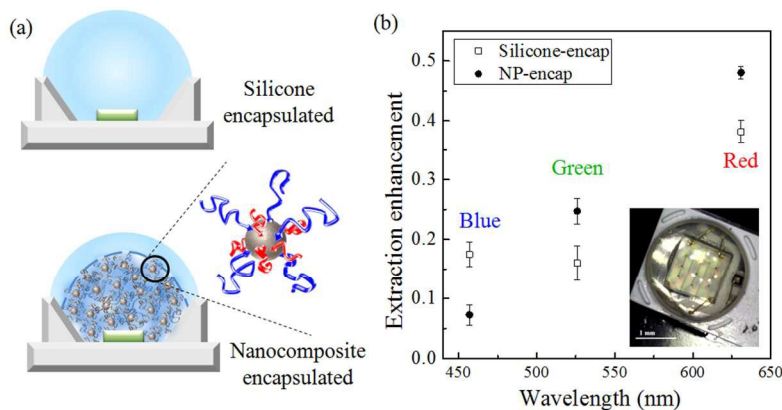 (a)
Silicone
encapsulated
Nanocomposite
encapsulated
(b)
Silicone-encap
NP-encap
Extraction enhancement
0.5
0.4
0.3
0.2
0.1
0.0
Blue
Green
Red
1 mm
450 500 550 600 650
Wavelength (nm)